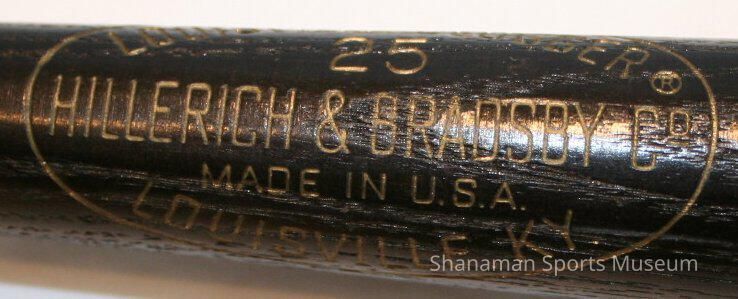 25
HILLERICH & BRADSBY CO
MADE IN U.S.A.
LOUISVILLE KY
Shanaman Sports Museum